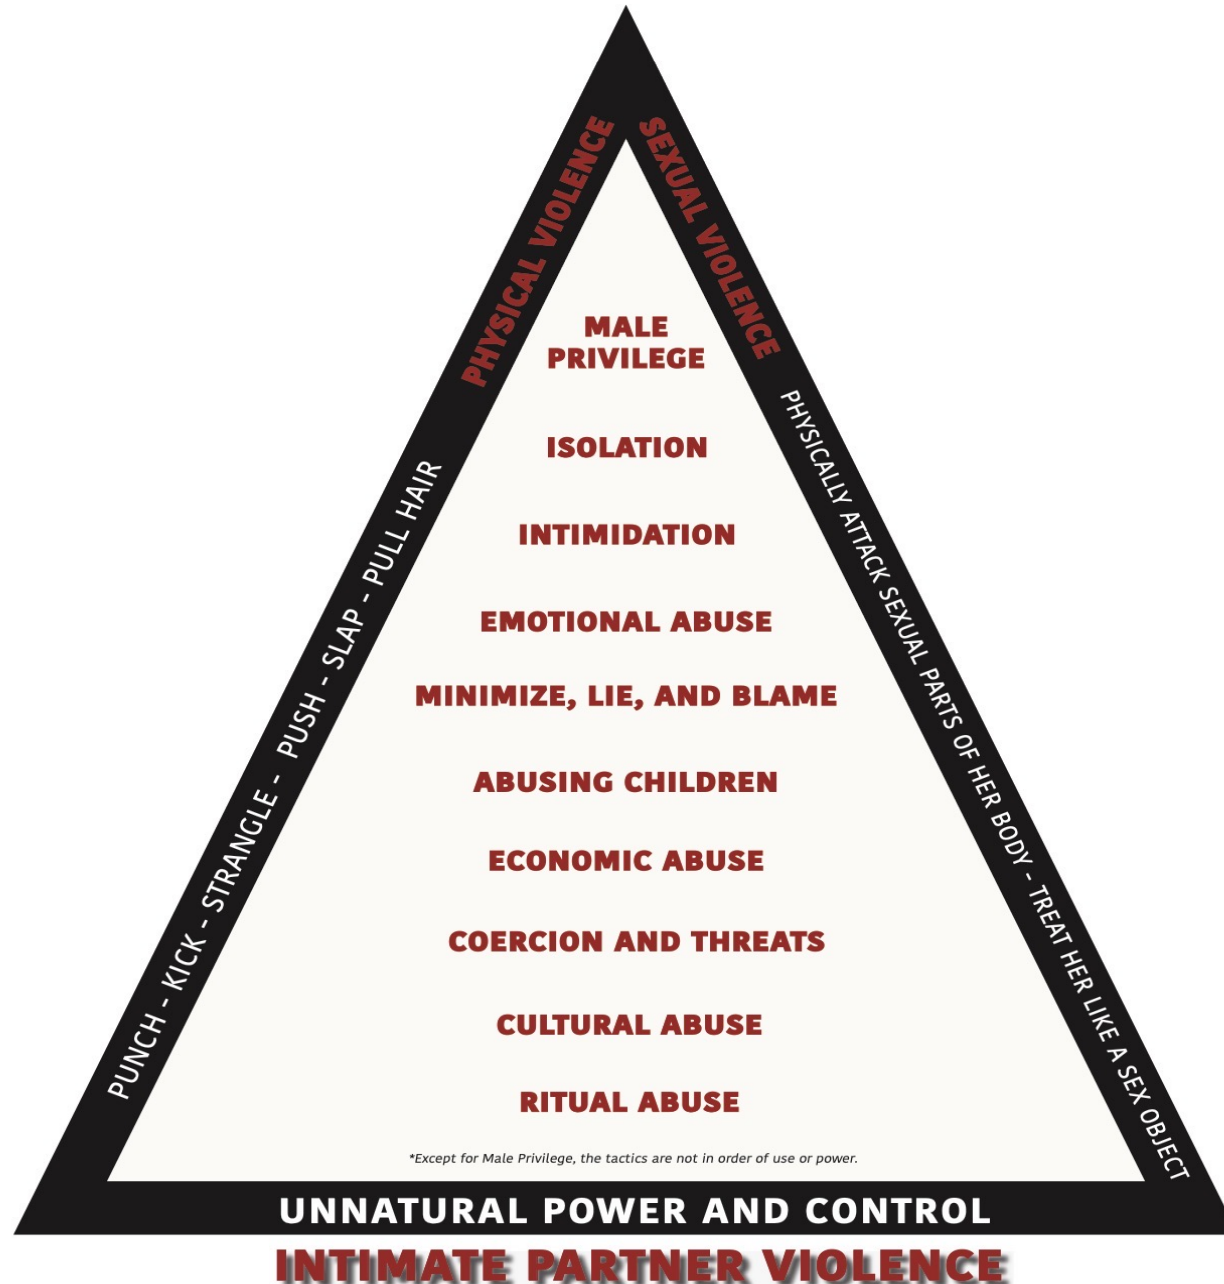 PHYSICAL VIOLENCE
SEXUAL VIOLENCE
PUNCH - KICK - STRANGLE - PUSH - SLAP - PULL HAIR
PHYSICALLY ATTACK SEXUAL PARTS OF HER BODY - TREAT HER LIKE A SEX OBJECT
MALE
PRIVILEGE
ISOLATION
INTIMIDATION
EMOTIONAL ABUSE
MINIMIZE, LIE, AND BLAME
ABUSING CHILDREN
ECONOMIC ABUSE
COERCION AND THREATS
CULTURAL ABUSE
RITUAL ABUSE
*Except for Male Privilege, the tactics are not in order of use or power.
UNNATURAL POWER AND CONTROL
INTIMATE PARTNER VIOLENCE